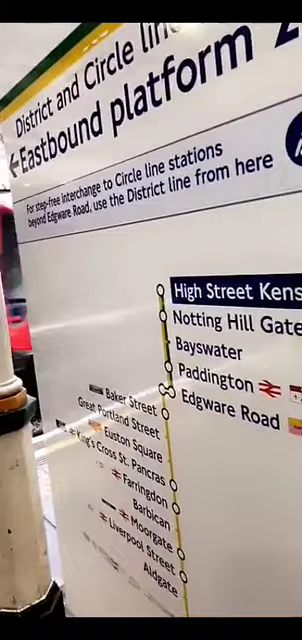 District and Circle line
Eastbound platform 2
For step-free interchange to Circle line stations
beyond Edgware Road, use the District line from here
High Street Kens
Notting Hill Gate
Bayswater
Paddington
Edgware Road
Baker Street
Great Portland Street
Euston Square
King's Cross St. Pancras
Farringdon
Barbican
Moorgate
Liverpool Street
Aldgate